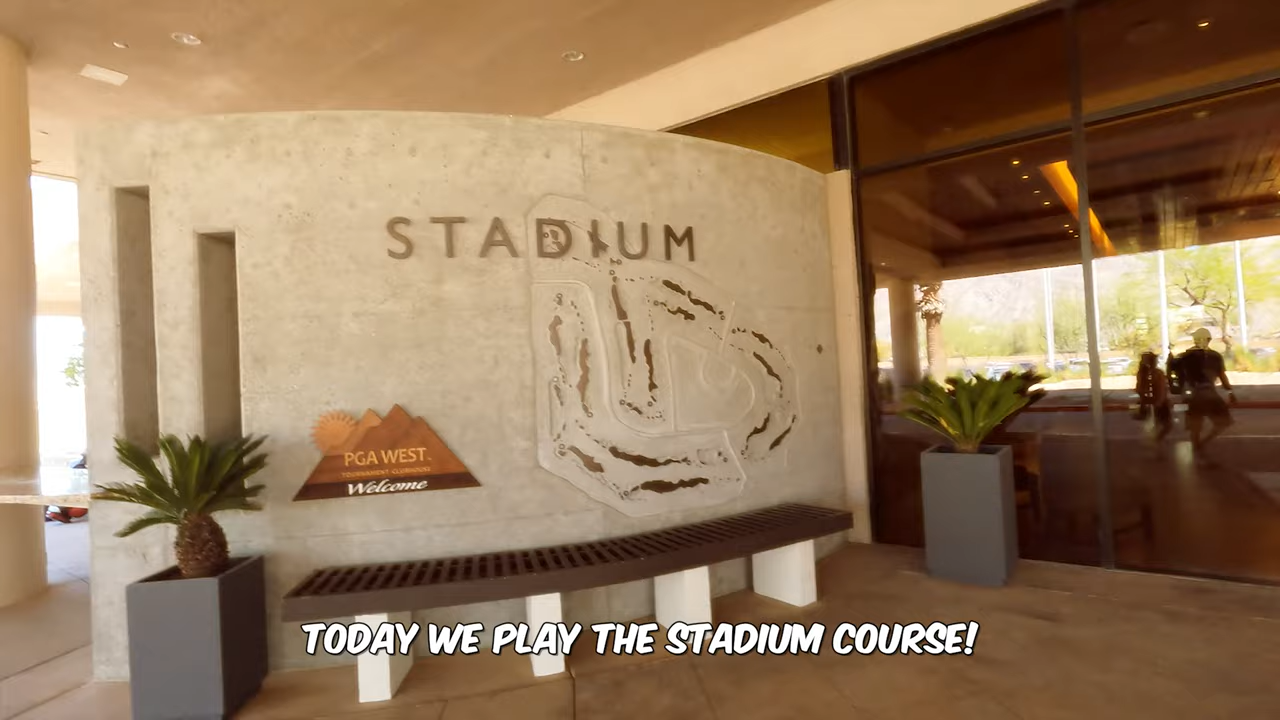 STADIUM
PGA WEST
TOURNAMENT CLUBHOUSE
Welcome
TODAY WE PLAY THE STADIUM COURSE!